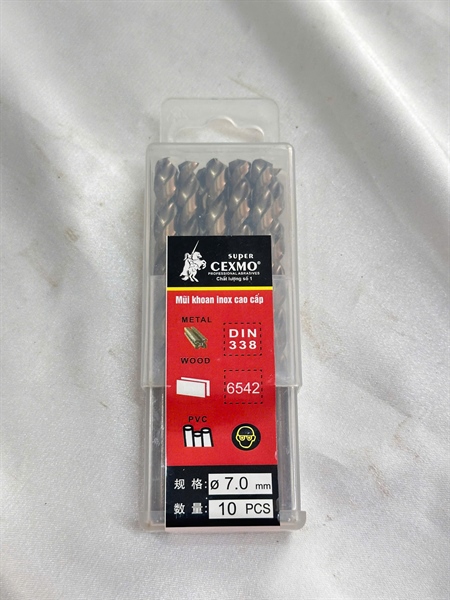 SUPER
CEXMO®
PROFESSIONAL ABRASIVES
Chất lượng số 1
Mũi khoan inox cao cấp
METAL
DIN
338
WOOD
6542
PVC
规格: ø 7.0 mm
数量: 10 PCS